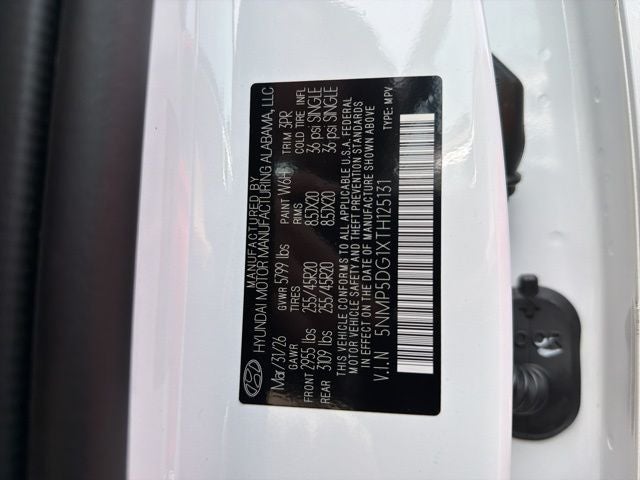 MANUFACTURED BY
HYUNDAI MOTOR MANUFACTURING ALABAMA, LLC
Mar/31/26 GVWR 5799 lbs PAINT W6H TRIM 3PR
GAWR TIRES RIMS COLD TIRE INFL
FRONT 2955 lbs 255/45R20 8.5JX20 36 psi SINGLE
REAR 3109 lbs 255/45R20 8.5JX20 36 psi SINGLE
THIS VEHICLE CONFORMS TO ALL APPLICABLE U.S.A. FEDERAL
MOTOR VEHICLE SAFETY AND THEFT PREVENTION STANDARDS
IN EFFECT ON THE DATE OF MANUFACTURE SHOWN ABOVE
V.I.N 5NMP5DG1XTH125131 TYPE: MPV